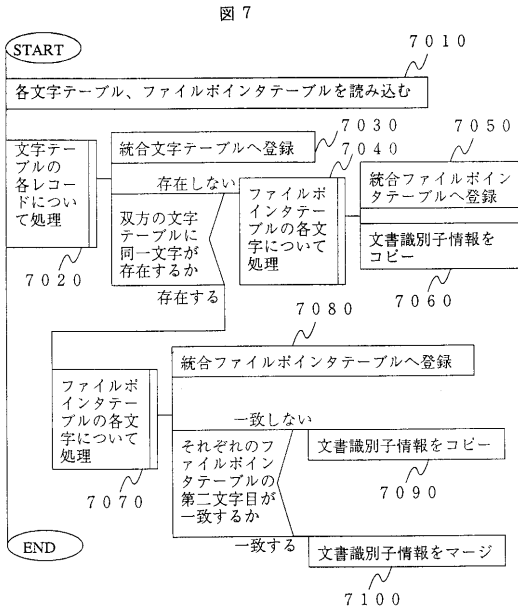 図７
START
７０１０
各文字テーブル、ファイルポインタテーブルを読み込む
文字テー
ブルの
各レコー
ドについ
て処理
７０２０
７０３０
統合文字テーブルへ登録
双方の文字
テーブルに
同一文字が
存在するか
存在しない
存在する
７０４０
ファイルポ
インタテー
ブルの各文
字について
処理
７０５０
統合ファイルポイン
タテーブルへ登録
文書識別子情報を
コピー
７０６０
ファイルポ
インタテー
ブルの各文
字について
処理
７０７０
７０８０
統合ファイルポインタテーブルへ登録
一致しない
それぞれのフ
ァイルポイン
タテーブルの
第二文字目が
一致するか
文書識別子情報をコピー
７０９０
一致する
文書識別子情報をマージ
７１００
END